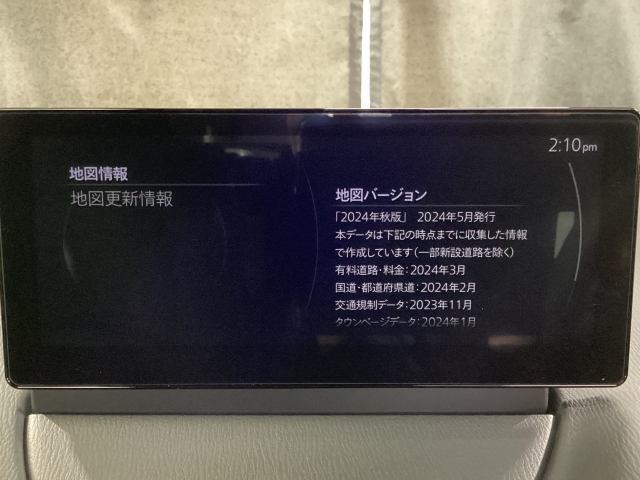 2:10pm
地図情報
地図更新情報
地図バージョン
「2024年秋版」 2024年5月発行
本データは下記の時点までに収集した情報
で作成しています(一部新設道路を除く)
有料道路・料金:2024年3月
国道・都道府県道:2024年2月
交通規制データ:2023年11月
タウンページデータ:2024年1月